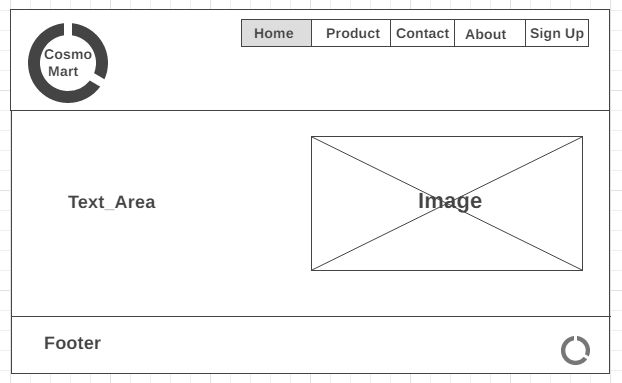 Cosmo
Mart
Home Product Contact About Sign Up
Text_Area
Image
Footer